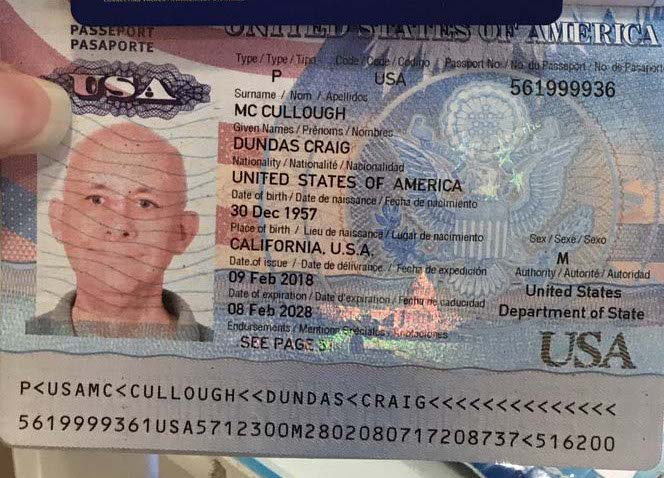 PASSEPORT
PASAPORTE
UNITED STATES OF AMERICA
USA
Type / Type / Tipo Code / Code / Codigo Passport No / No. du Passeport / No. de Pasaporte
P USA 561999936
Surname / Nom / Apellidos
MC CULLOUGH
Given Names / Prénoms / Nombres
DUNDAS CRAIG
Nationality / Nationalité / Nacionalidad
UNITED STATES OF AMERICA
Date of birth / Date de naissance / Fecha de nacimiento
30 Dec 1957
Place of birth / Lieu de naissance / Lugar de nacimiento Sex / Sexe / Sexo
CALIFORNIA, U.S.A. M
Date of issue / Date de délivrance / Fecha de expedición Authority / Autorité / Autoridad
09 Feb 2018 United States
Date of expiration / Date d'expiration / Fecha de caducidad Department of State
08 Feb 2028
Endorsements / Mentions Spéciales / Anotaciones
SEE PAGE USA
P<USAMC<CULLOUGH<<DUNDAS<CRAIG<<<<<<<<<<<<<<
5619999361USA5712300M2802080717208737<516200